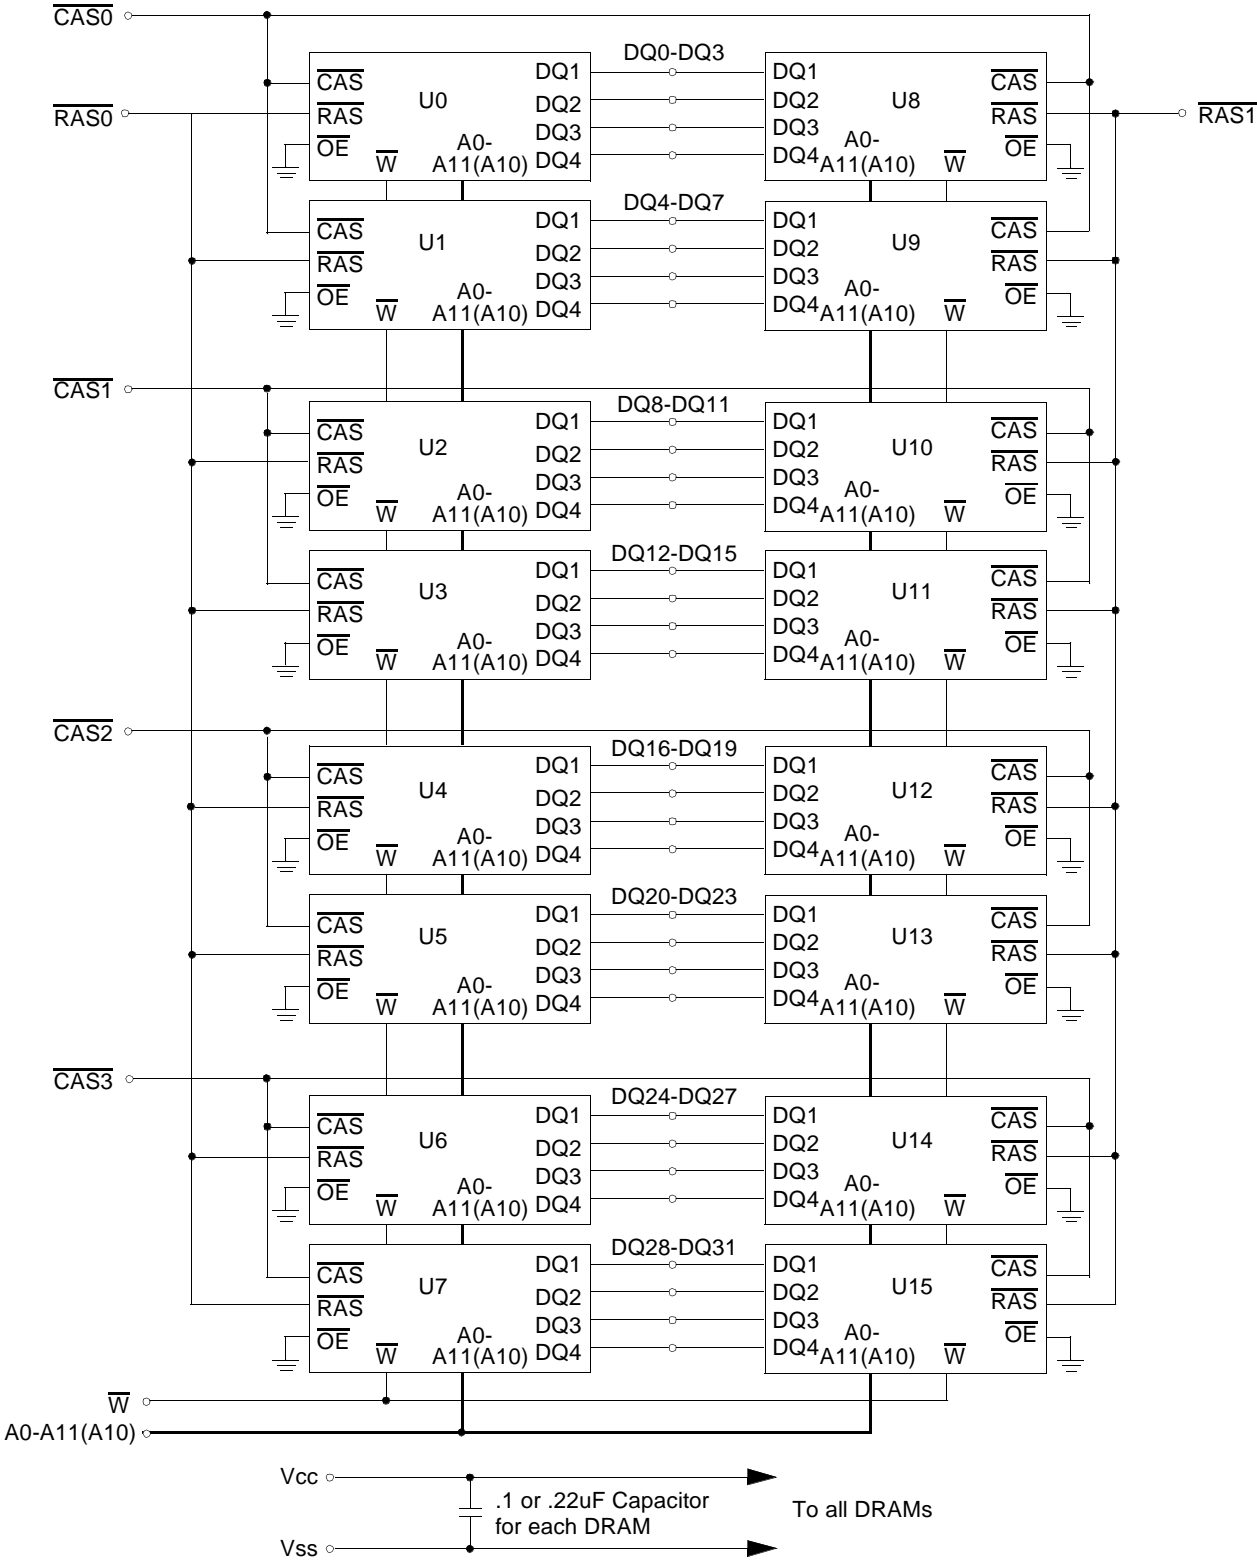 CAS0
DQ0-DQ3
RAS0
CAS
RAS
OE
U0
W
A0-
A11(A10)
DQ1
DQ2
DQ3
DQ4
DQ1
DQ2
DQ3
DQ4
U8
A0-
A11(A10)
W
CAS
RAS
OE
RAS1
DQ4-DQ7
CAS
RAS
OE
U1
W
A0-
A11(A10)
DQ1
DQ2
DQ3
DQ4
DQ1
DQ2
DQ3
DQ4
U9
A0-
A11(A10)
W
CAS
RAS
OE
CAS1
DQ8-DQ11
CAS
RAS
OE
U2
W
A0-
A11(A10)
DQ1
DQ2
DQ3
DQ4
DQ1
DQ2
DQ3
DQ4
U10
A0-
A11(A10)
W
CAS
RAS
OE
DQ12-DQ15
CAS
RAS
OE
U3
W
A0-
A11(A10)
DQ1
DQ2
DQ3
DQ4
DQ1
DQ2
DQ3
DQ4
U11
A0-
A11(A10)
W
CAS
RAS
OE
CAS2
DQ16-DQ19
CAS
RAS
OE
U4
W
A0-
A11(A10)
DQ1
DQ2
DQ3
DQ4
DQ1
DQ2
DQ3
DQ4
U12
A0-
A11(A10)
W
CAS
RAS
OE
DQ20-DQ23
CAS
RAS
OE
U5
W
A0-
A11(A10)
DQ1
DQ2
DQ3
DQ4
DQ1
DQ2
DQ3
DQ4
U13
A0-
A11(A10)
W
CAS
RAS
OE
CAS3
DQ24-DQ27
CAS
RAS
OE
U6
W
A0-
A11(A10)
DQ1
DQ2
DQ3
DQ4
DQ1
DQ2
DQ3
DQ4
U14
A0-
A11(A10)
W
CAS
RAS
OE
DQ28-DQ31
CAS
RAS
OE
U7
W
A0-
A11(A10)
DQ1
DQ2
DQ3
DQ4
DQ1
DQ2
DQ3
DQ4
U15
A0-
A11(A10)
W
CAS
RAS
OE
W
A0-A11(A10)
Vcc
.1 or .22uF Capacitor
for each DRAM
To all DRAMs
Vss